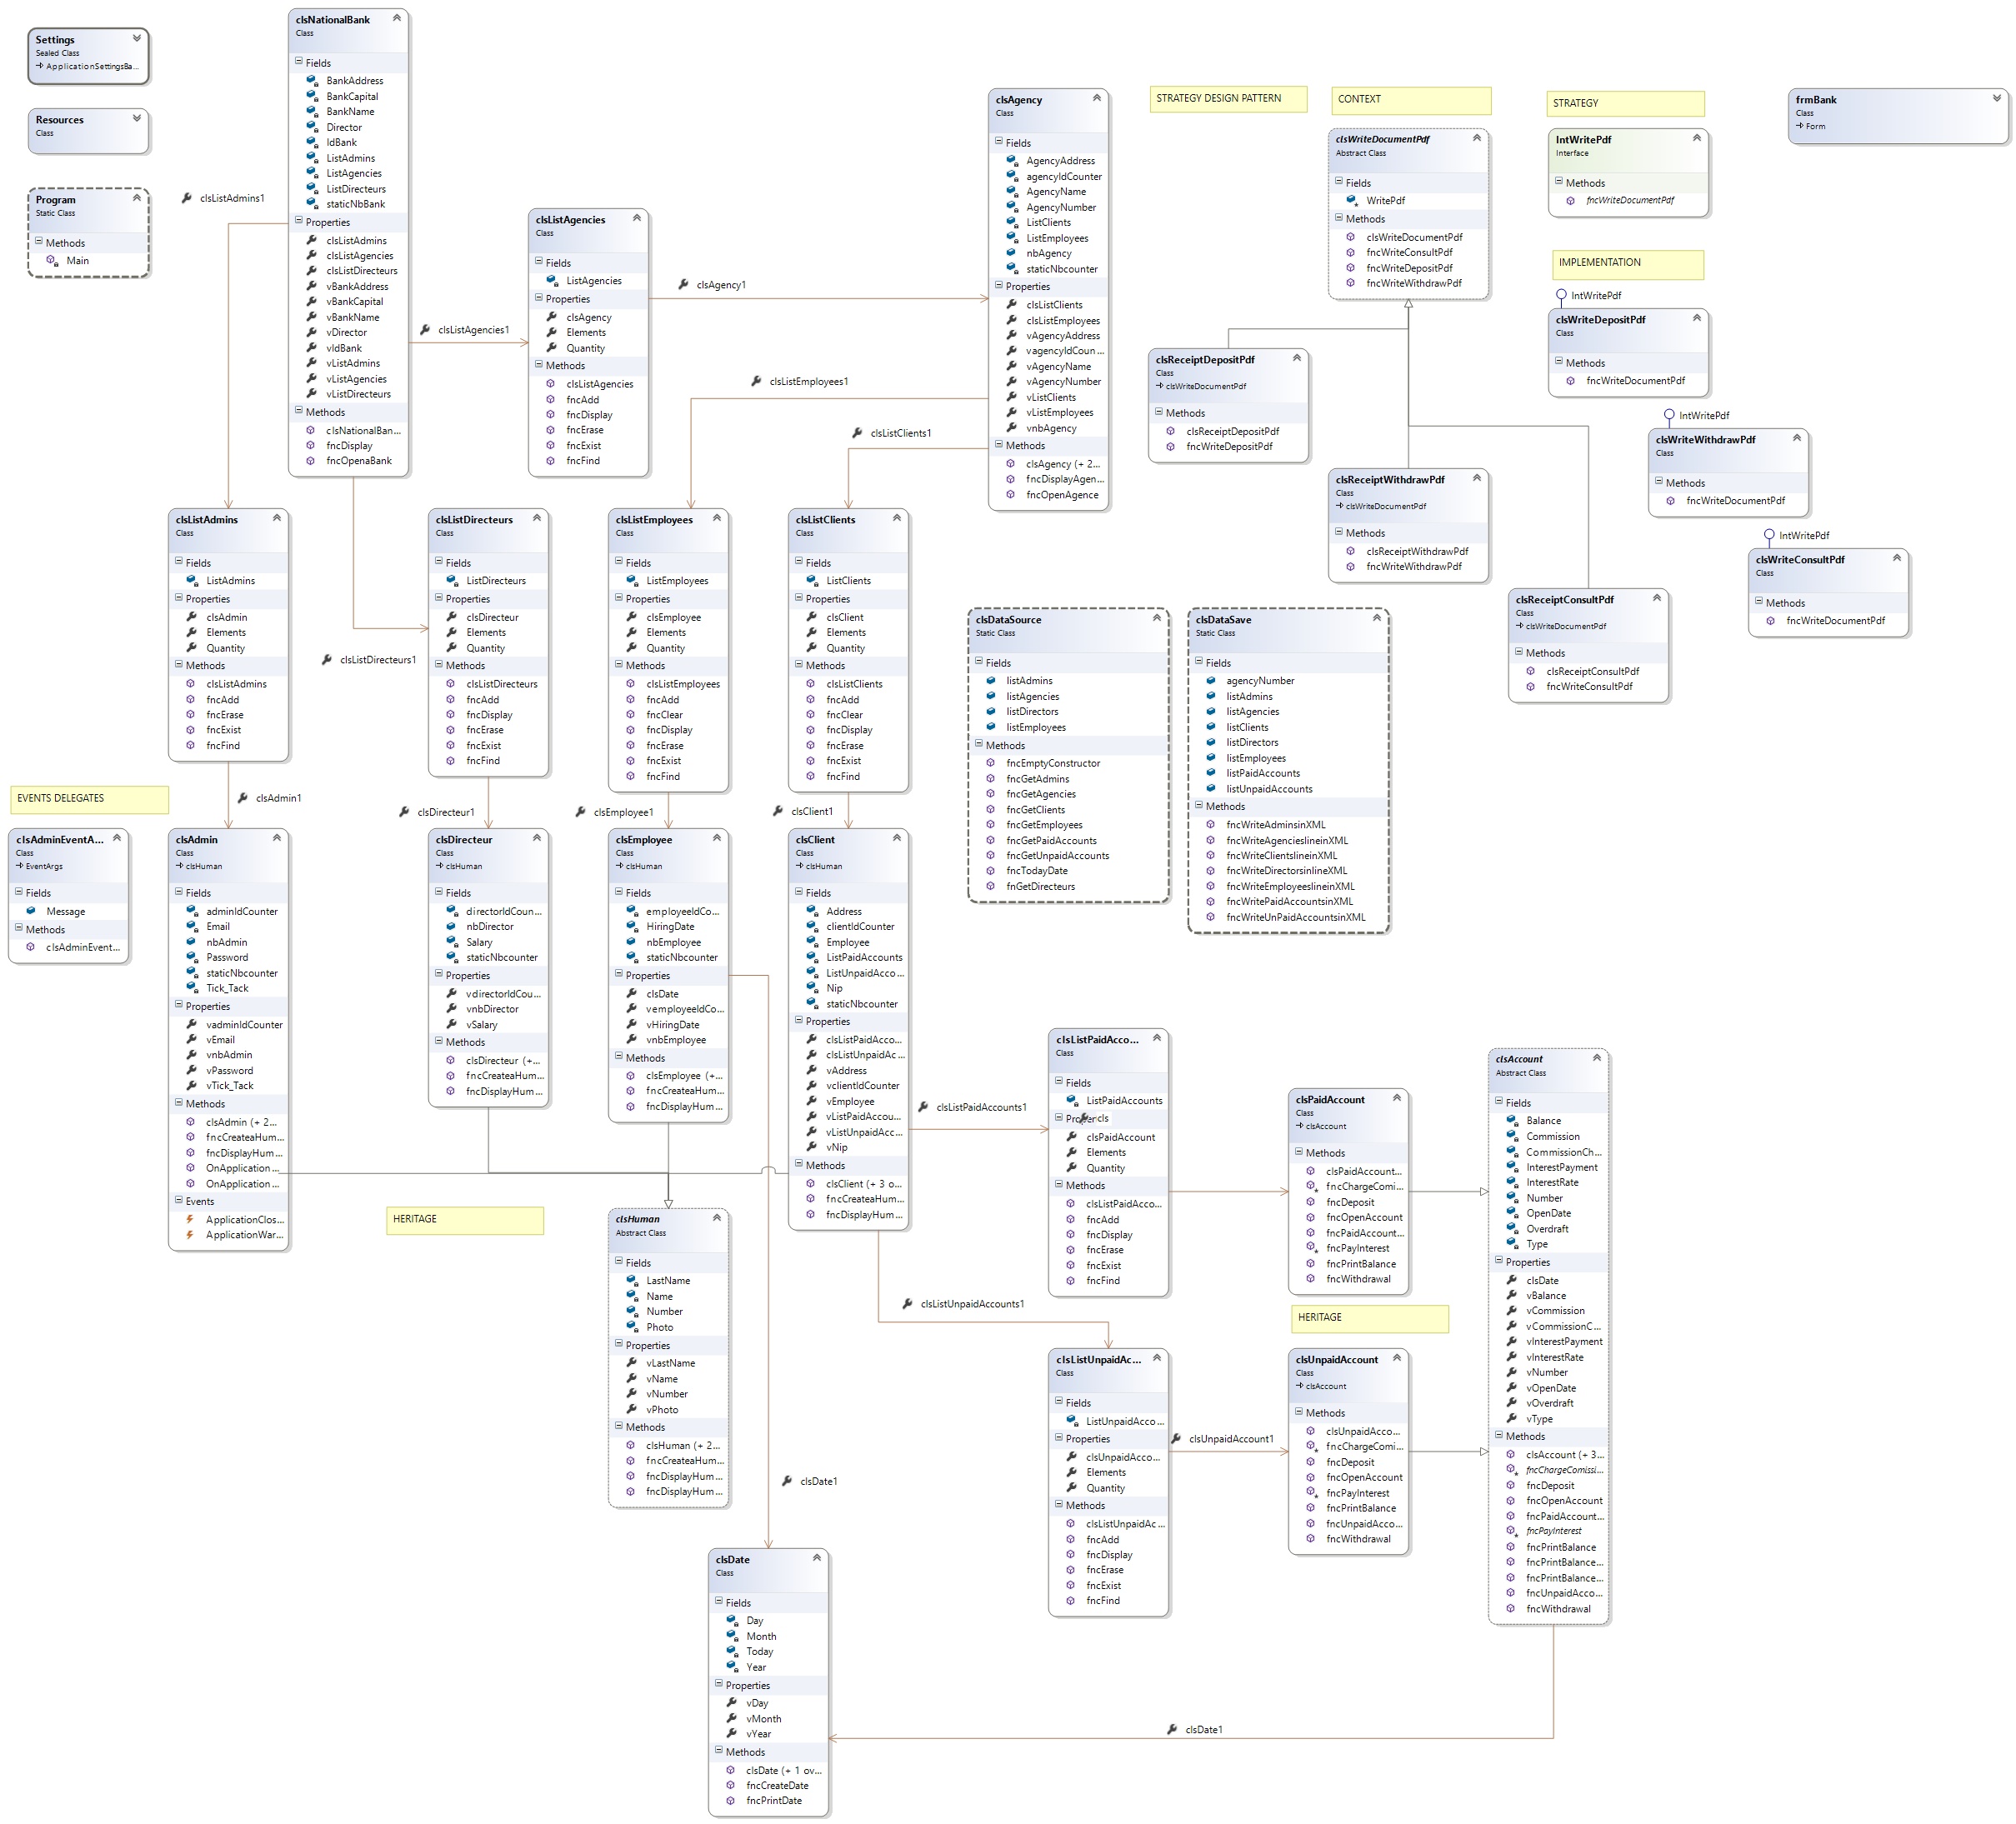 Settings
Sealed Class
ApplicationSettingsBa...
Resources
Class
Program
Static Class
Methods
Main
clsNationalBank
Class
Fields
BankAddress
BankCapital
BankName
Director
IdBank
ListAdmins
ListAgencies
ListDirecteurs
staticNbBank
Properties
clsListAdmins
clsListAgencies
clsListDirecteurs
vBankAddress
vBankCapital
vBankName
vDirector
vIdBank
vListAdmins
vListAgencies
vListDirecteurs
Methods
clsNationalBan...
fncDisplay
fncOpenaBank
clsListAdmins1
clsListAgencies1
clsListAgencies
Class
Fields
ListAgencies
Properties
clsAgency
Elements
Quantity
Methods
clsListAgencies
fncAdd
fncDisplay
fncErase
fncExist
fncFind
clsAgency1
clsListEmployees1
clsListClients1
clsAgency
Class
Fields
AgencyAddress
agencyIdCounter
AgencyName
AgencyNumber
ListClients
ListEmployees
nbAgency
staticNbcounter
Properties
clsListClients
clsListEmployees
vAgencyAddress
vagencyIdCoun...
vAgencyName
vAgencyNumber
vListClients
vListEmployees
vnbAgency
Methods
clsAgency (+ 2...
fncDisplayAgen...
fncOpenAgence
STRATEGY DESIGN PATTERN
CONTEXT
clsWriteDocumentPdf
Abstract Class
Fields
WritePdf
Methods
clsWriteDocumentPdf
fncWriteConsultPdf
fncWriteDepositPdf
fncWriteWithdrawPdf
STRATEGY
IntWritePdf
Interface
Methods
fncWriteDocumentPdf
IMPLEMENTATION
IntWritePdf
clsWriteDepositPdf
Class
Methods
fncWriteDocumentPdf
IntWritePdf
clsWriteWithdrawPdf
Class
Methods
fncWriteDocumentPdf
IntWritePdf
clsWriteConsultPdf
Class
Methods
fncWriteDocumentPdf
frmBank
Class
Form
clsReceiptDepositPdf
Class
clsWriteDocumentPdf
Methods
clsReceiptDepositPdf
fncWriteDepositPdf
clsReceiptWithdrawPdf
Class
clsWriteDocumentPdf
Methods
clsReceiptWithdrawPdf
fncWriteWithdrawPdf
clsReceiptConsultPdf
Class
clsWriteDocumentPdf
Methods
clsReceiptConsultPdf
fncWriteConsultPdf
clsListAdmins
Class
Fields
ListAdmins
Properties
clsAdmin
Elements
Quantity
Methods
clsListAdmins
fncAdd
fncErase
fncExist
fncFind
clsListDirecteurs1
clsListDirecteurs
Class
Fields
ListDirecteurs
Properties
clsDirecteur
Elements
Quantity
Methods
clsListDirecteurs
fncAdd
fncDisplay
fncErase
fncExist
fncFind
clsListEmployees
Class
Fields
ListEmployees
Properties
clsEmployee
Elements
Quantity
Methods
clsListEmployees
fncAdd
fncClear
fncDisplay
fncErase
fncExist
fncFind
clsListClients
Class
Fields
ListClients
Properties
clsClient
Elements
Quantity
Methods
clsListClients
fncAdd
fncClear
fncDisplay
fncErase
fncExist
fncFind
clsDataSource
Static Class
Fields
listAdmins
listAgencies
listDirectors
listEmployees
Methods
fncEmptyConstructor
fncGetAdmins
fncGetAgencies
fncGetClients
fncGetEmployees
fncGetPaidAccounts
fncGetUnpaidAccounts
fncTodayDate
fnGetDirecteurs
clsDataSave
Static Class
Fields
agencyNumber
listAdmins
listAgencies
listClients
listDirectors
listEmployees
listPaidAccounts
listUnpaidAccounts
Methods
fncWriteAdminsinXML
fncWriteAgencieslineinXML
fncWriteClientslineinXML
fncWriteDirectorsinlineXML
fncWriteEmployeeslineinXML
fncWritePaidAccountsinXML
fncWriteUnPaidAccountsinXML
EVENTS DELEGATES
clsAdmin1
clsDirecteur1
clsEmployee1
clsClient1
clsAdminEventA...
Class
EventArgs
Fields
Message
Methods
clsAdminEvent...
clsAdmin
Class
clsHuman
Fields
adminIdCounter
Email
nbAdmin
Password
staticNbcounter
Tick_Tack
Properties
vadminIdCounter
vEmail
vnbAdmin
vPassword
vTick_Tack
Methods
clsAdmin (+ 2...
fncCreateaHum...
fncDisplayHum...
OnApplication...
OnApplication...
Events
ApplicationClos...
ApplicationWar...
clsDirecteur
Class
clsHuman
Fields
directorIdCoun...
nbDirector
Salary
staticNbcounter
Properties
vdirectorIdCou...
vnbDirector
vSalary
Methods
clsDirecteur (+...
fncCreateaHum...
fncDisplayHum...
clsEmployee
Class
clsHuman
Fields
employeeIdCo...
HiringDate
nbEmployee
staticNbcounter
Properties
clsDate
vemployeeIdCo...
vHiringDate
vnbEmployee
Methods
clsEmployee (+...
fncCreateaHum...
fncDisplayHum...
clsClient
Class
clsHuman
Fields
Address
clientIdCounter
Employee
ListPaidAccounts
ListUnpaidAcco...
Nip
staticNbcounter
Properties
clsListPaidAcco...
clsListUnpaidAc...
vAddress
vclientIdCounter
vEmployee
vListPaidAccou...
vListUnpaidAcc...
vNip
Methods
clsClient (+ 3 o...
fncCreateaHum...
fncDisplayHum...
HERITAGE
clsHuman
Abstract Class
Fields
LastName
Name
Number
Photo
Properties
vLastName
vName
vNumber
vPhoto
Methods
clsHuman (+ 2...
fncCreateaHum...
fncDisplayHum...
fncDisplayHum...
clsListPaidAccounts1
clsListUnpaidAccounts1
clsListPaidAcco...
Class
Fields
ListPaidAccounts
cls
clsPaidAccount
Elements
Quantity
Methods
clsListPaidAcco...
fncAdd
fncDisplay
fncErase
fncExist
fncFind
clsPaidAccount
Class
clsAccount
Methods
clsPaidAccount...
fncChargeComi...
fncDeposit
fncOpenAccount
fncPaidAccount...
fncPayInterest
fncPrintBalance
fncWithdrawal
HERITAGE
clsListUnpaidAc...
Class
Fields
ListUnpaidAcco...
Properties
clsUnpaidAcco...
Elements
Quantity
Methods
clsListUnpaidAc...
fncAdd
fncDisplay
fncErase
fncExist
fncFind
clsUnpaidAccount1
clsUnpaidAccount
Class
clsAccount
Methods
clsUnpaidAcco...
fncChargeComi...
fncDeposit
fncOpenAccount
fncPayInterest
fncPrintBalance
fncUnpaidAcco...
fncWithdrawal
clsAccount
Abstract Class
Fields
Balance
Commission
CommissionCh...
InterestPayment
InterestRate
Number
OpenDate
Overdraft
Type
Properties
clsDate
vBalance
vCommission
vCommissionC...
vInterestPayment
vInterestRate
vNumber
vOpenDate
vOverdraft
vType
Methods
clsAccount (+ 3...
fncChargeComissi...
fncDeposit
fncOpenAccount
fncPaidAccount...
fncPayInterest
fncPrintBalance
fncPrintBalance...
fncPrintBalance...
fncUnpaidAcco...
fncWithdrawal
clsDate1
clsDate
Class
Fields
Day
Month
Today
Year
Properties
vDay
vMonth
vYear
Methods
clsDate (+ 1 ov...
fncCreateDate
fncPrintDate
clsDate1